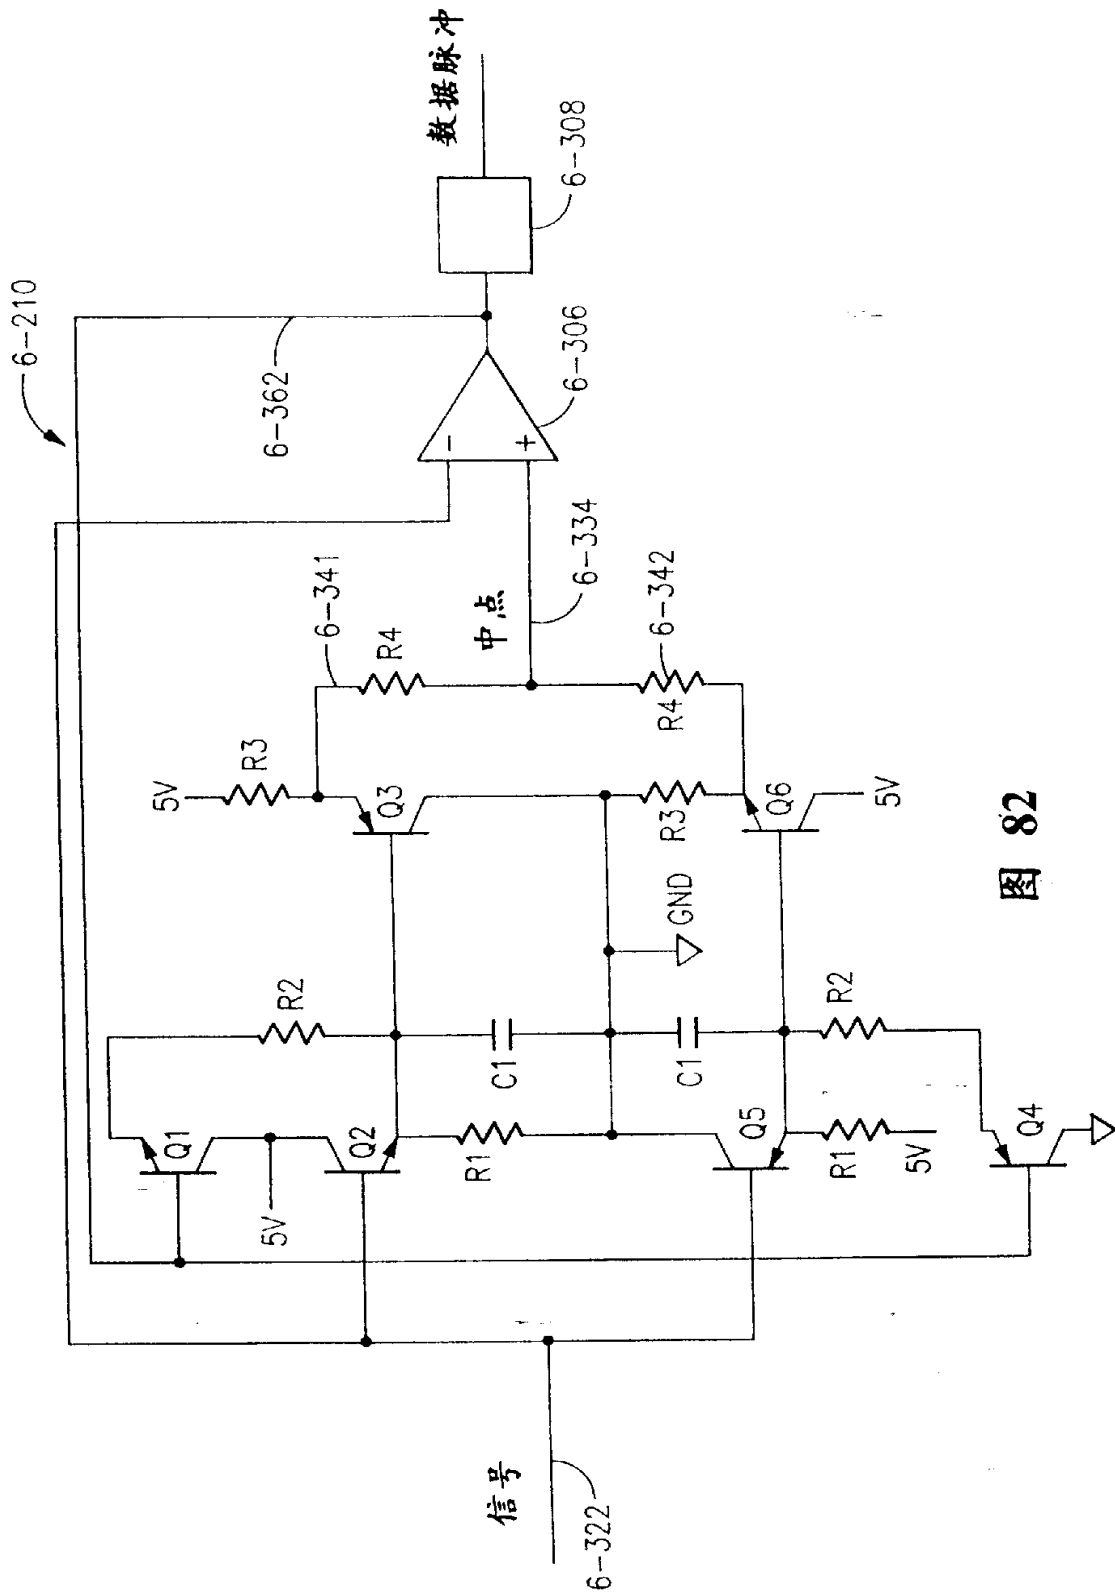 6-210
5V
R3
6-341
6-362
数据脉冲
R2
Q1
Q3
R4
中点
-
+
6-308
6-306
5V
Q2
R1
C1
6-334
信号
6-322
GND
C1
R3
R4
6-342
Q5
R1
5V
R2
Q6
5V
Q4
图 82